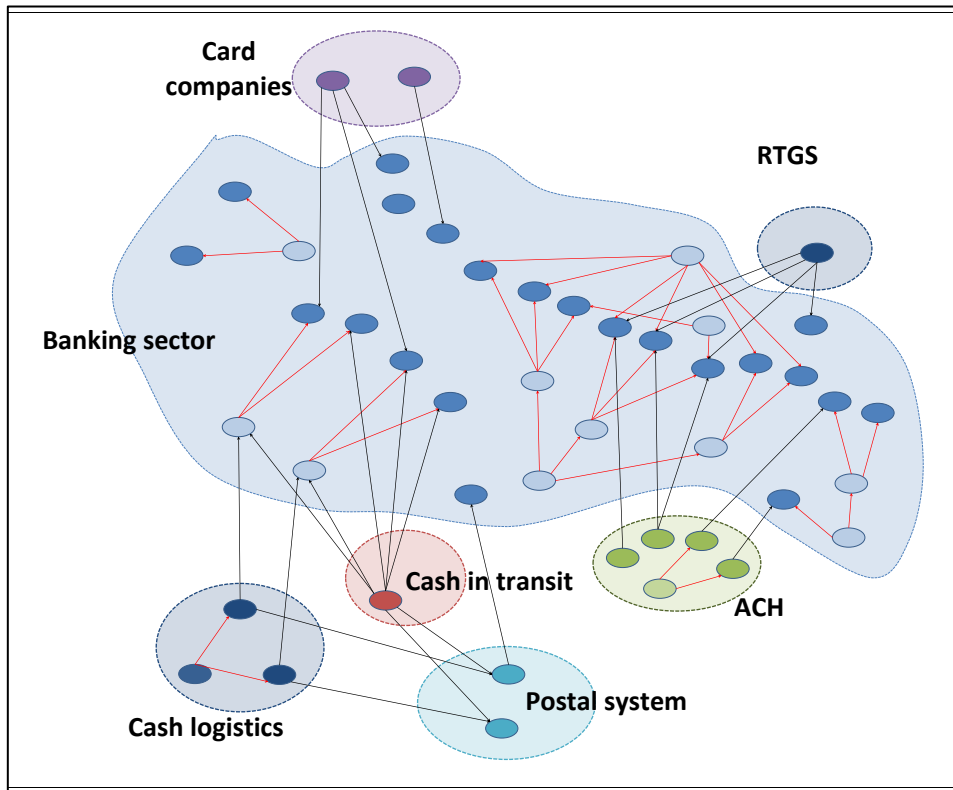 Card
companies
RTGS
Banking sector
Cash in transit
ACH
Postal system
Cash logistics